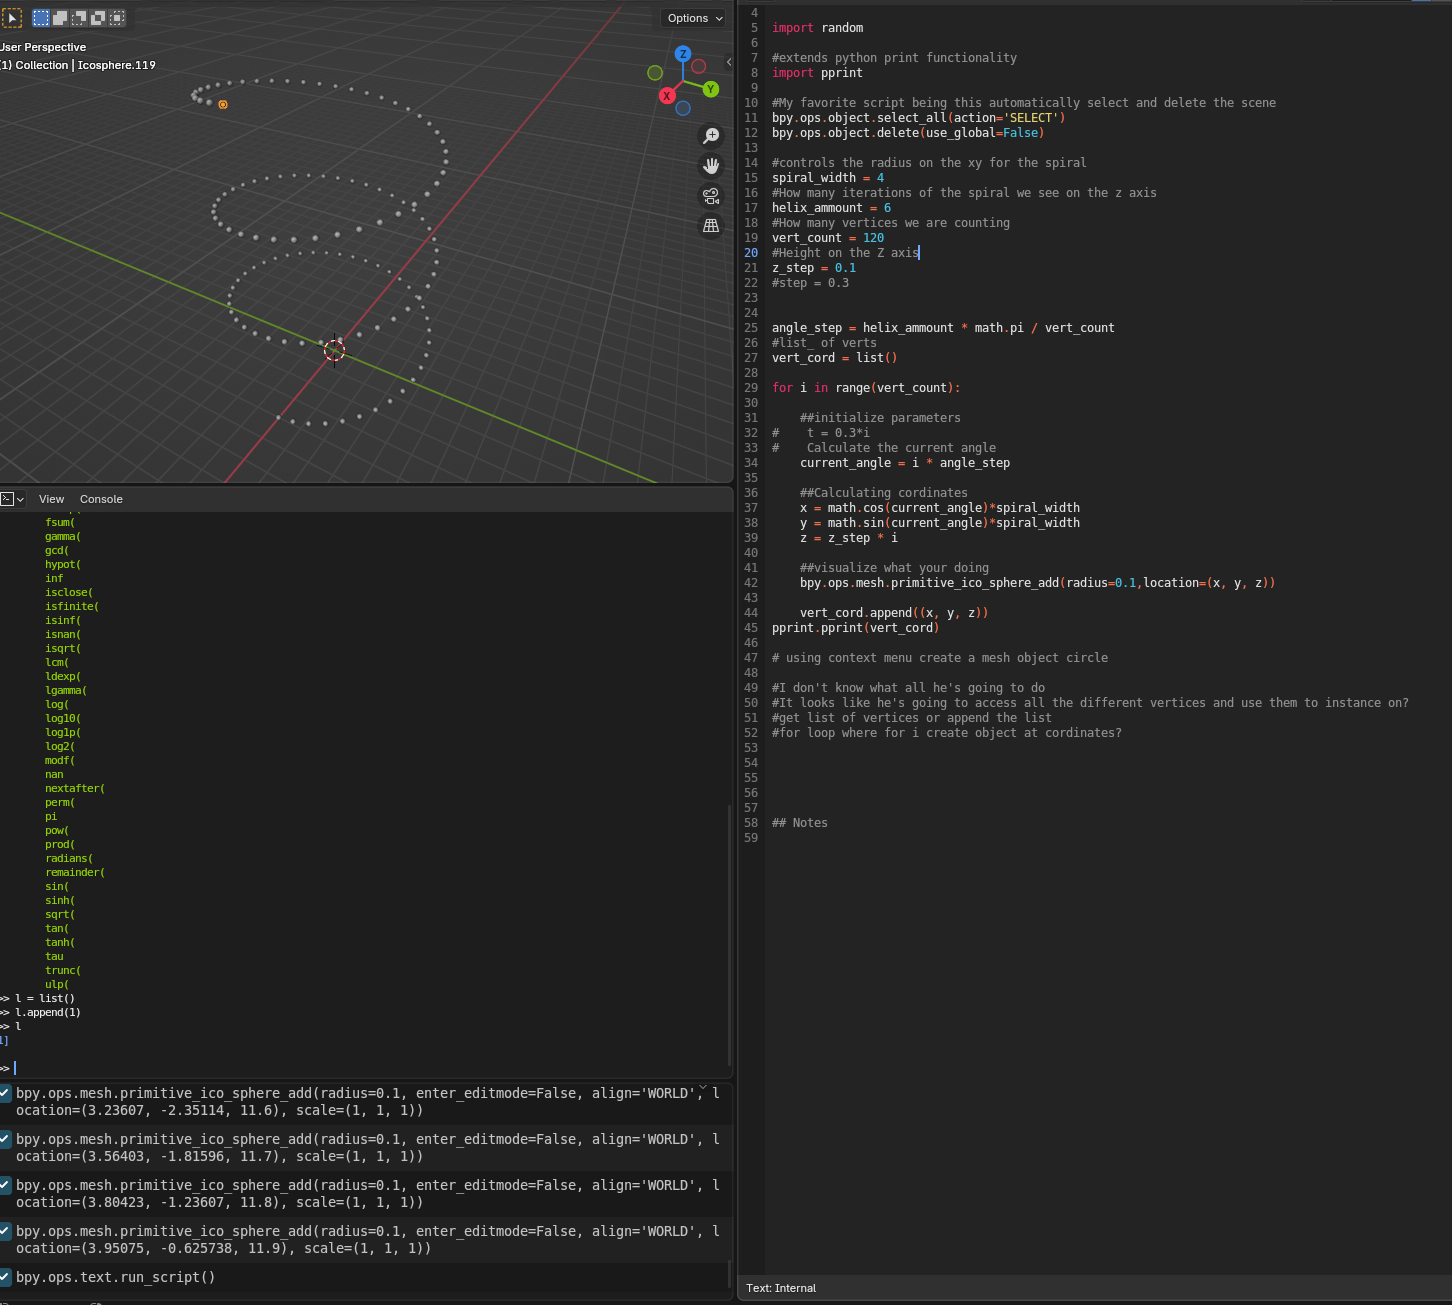 Options
User Perspective
(1) Collection | Icosphere.119
Z
Y
X
View Console
fsum(
gamma(
gcd(
hypot(
inf
isclose(
isfinite(
isinf(
isnan(
isqrt(
lcm(
ldexp(
lgamma(
log(
log10(
log1p(
log2(
modf(
nan
nextafter(
perm(
pi
pow(
prod(
radians(
remainder(
sin(
sinh(
sqrt(
tan(
tanh(
tau
trunc(
ulp(
>> l = list()
>> l.append(1)
>> l
1]
>>
bpy.ops.mesh.primitive_ico_sphere_add(radius=0.1, enter_editmode=False, align='WORLD', l
ocation=(3.23607, -2.35114, 11.6), scale=(1, 1, 1))
bpy.ops.mesh.primitive_ico_sphere_add(radius=0.1, enter_editmode=False, align='WORLD', l
ocation=(3.56403, -1.81596, 11.7), scale=(1, 1, 1))
bpy.ops.mesh.primitive_ico_sphere_add(radius=0.1, enter_editmode=False, align='WORLD', l
ocation=(3.80423, -1.23607, 11.8), scale=(1, 1, 1))
bpy.ops.mesh.primitive_ico_sphere_add(radius=0.1, enter_editmode=False, align='WORLD', l
ocation=(3.95075, -0.625738, 11.9), scale=(1, 1, 1))
bpy.ops.text.run_script()
4
5 import random
6
7 #extends python print functionality
8 import pprint
9
10 #My favorite script being this automatically select and delete the scene
11 bpy.ops.object.select_all(action='SELECT')
12 bpy.ops.object.delete(use_global=False)
13
14 #controls the radius on the xy for the spiral
15 spiral_width = 4
16 #How many iterations of the spiral we see on the z axis
17 helix_ammount = 6
18 #How many vertices we are counting
19 vert_count = 120
20 #Height on the Z axis
21 z_step = 0.1
22 #step = 0.3
23
24
25 angle_step = helix_ammount * math.pi / vert_count
26 #list_ of verts
27 vert_cord = list()
28
29 for i in range(vert_count):
30
31     ##initialize parameters
32 #    t = 0.3*i
33 #    Calculate the current angle
34     current_angle = i * angle_step
35
36     ##Calculating cordinates
37     x = math.cos(current_angle)*spiral_width
38     y = math.sin(current_angle)*spiral_width
39     z = z_step * i
40
41     ##visualize what your doing
42     bpy.ops.mesh.primitive_ico_sphere_add(radius=0.1,location=(x, y, z))
43
44     vert_cord.append((x, y, z))
45 pprint.pprint(vert_cord)
46
47 # using context menu create a mesh object circle
48
49 #I don't know what all he's going to do
50 #It looks like he's going to access all the different vertices and use them to instance on?
51 #get list of vertices or append the list
52 #for loop where for i create object at cordinates?
53
54
55
56
57
58 ## Notes
59
Text: Internal